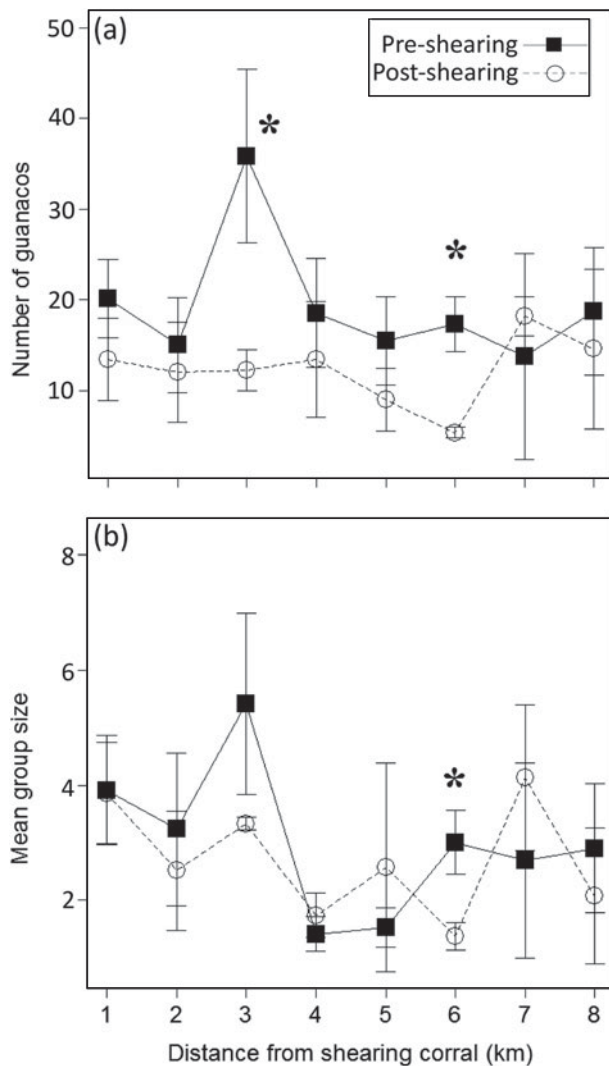 (a)
Pre-shearing
Post-shearing
50
40
30
20
10
Number of guanacos
*
*
(b)
8
6
4
2
Mean group size
*
1 2 3 4 5 6 7 8
Distance from shearing corral (km)